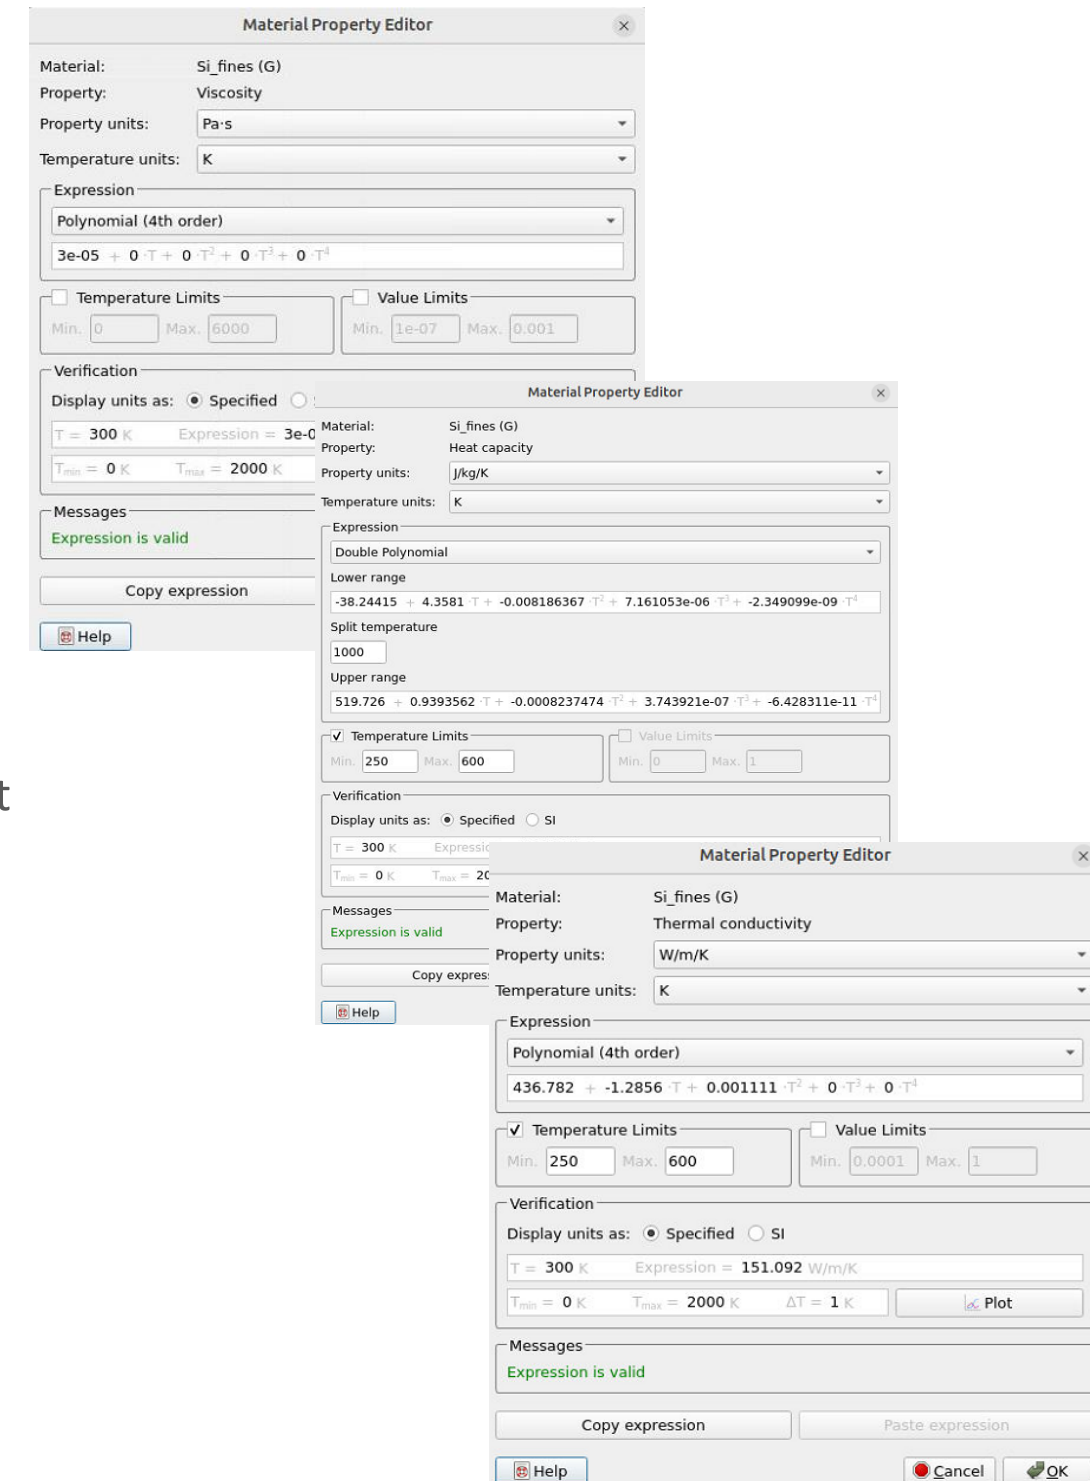 Material Property Editor
Material: Si_fines (G)
Property: Viscosity
Property units: Pa·s
Temperature units: K
Expression
Polynomial (4th order)
3e-05 + 0 ·T + 0 ·T² + 0 ·T³ + 0 ·T⁴
Temperature Limits Value Limits
Min. 0 Max. 6000 Min. 1e-07 Max. 0.001
Verification
Display units as: Specified
T = 300 K Expression = 3e-0
Tmin = 0 K Tmax = 2000 K
Messages
Expression is valid
Copy expression
Help
Material Property Editor
Material: Si_fines (G)
Property: Heat capacity
Property units: J/kg/K
Temperature units: K
Expression
Double Polynomial
Lower range
-38.24415 + 4.3581 ·T + -0.008186367 ·T² + 7.161053e-06 ·T³ + -2.349099e-09 ·T⁴
Split temperature
1000
Upper range
519.726 + 0.9393562 ·T + -0.0008237474 ·T² + 3.743921e-07 ·T³ + -6.428311e-11 ·T⁴
Temperature Limits Value Limits
Min. 250 Max. 600 Min. 0 Max. 1
Verification
Display units as: Specified SI
T = 300 K Expressic
Tmin = 0 K Tmax = 20
Messages
Expression is valid
Copy expres
Help
t
Material Property Editor
Material: Si_fines (G)
Property: Thermal conductivity
Property units: W/m/K
Temperature units: K
Expression
Polynomial (4th order)
436.782 + -1.2856 ·T + 0.001111 ·T² + 0 ·T³ + 0 ·T⁴
Temperature Limits Value Limits
Min. 250 Max. 600 Min. 0.0001 Max. 1
Verification
Display units as: Specified SI
T = 300 K Expression = 151.092 W/m/K
Tmin = 0 K Tmax = 2000 K ΔT = 1 K Plot
Messages
Expression is valid
Copy expression Paste expression
Help Cancel OK